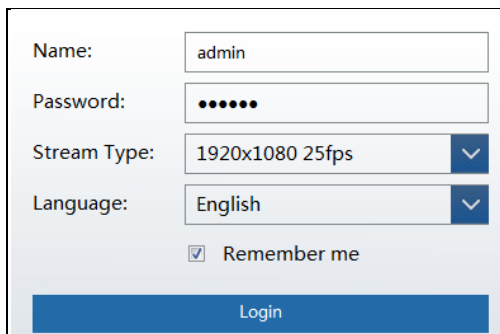 Name: admin
Password: ••••••
Stream Type: 1920x1080 25fps
Language: English
Remember me
Login